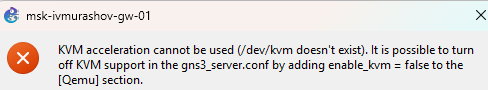 msk-ivmurashov-gw-01
KVM acceleration cannot be used (/dev/kvm doesn't exist). It is possible to turn
off KVM support in the gns3_server.conf by adding enable_kvm = false to the
[Qemu] section.